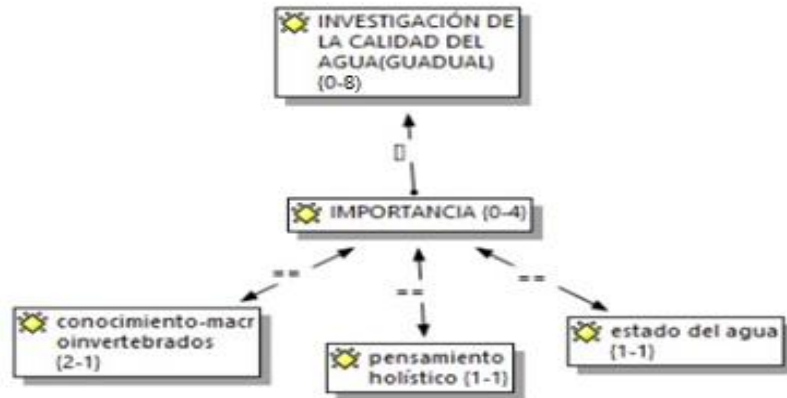 INVESTIGACIÓN DE
LA CALIDAD DEL
AGUA(GUADUAL)
{0-8}
[]
IMPORTANCIA {0-4}
==
==
==
conocimiento-macr
oinvertebrados
{2-1}
pensamiento
holístico {1-1}
estado del agua
{1-1}